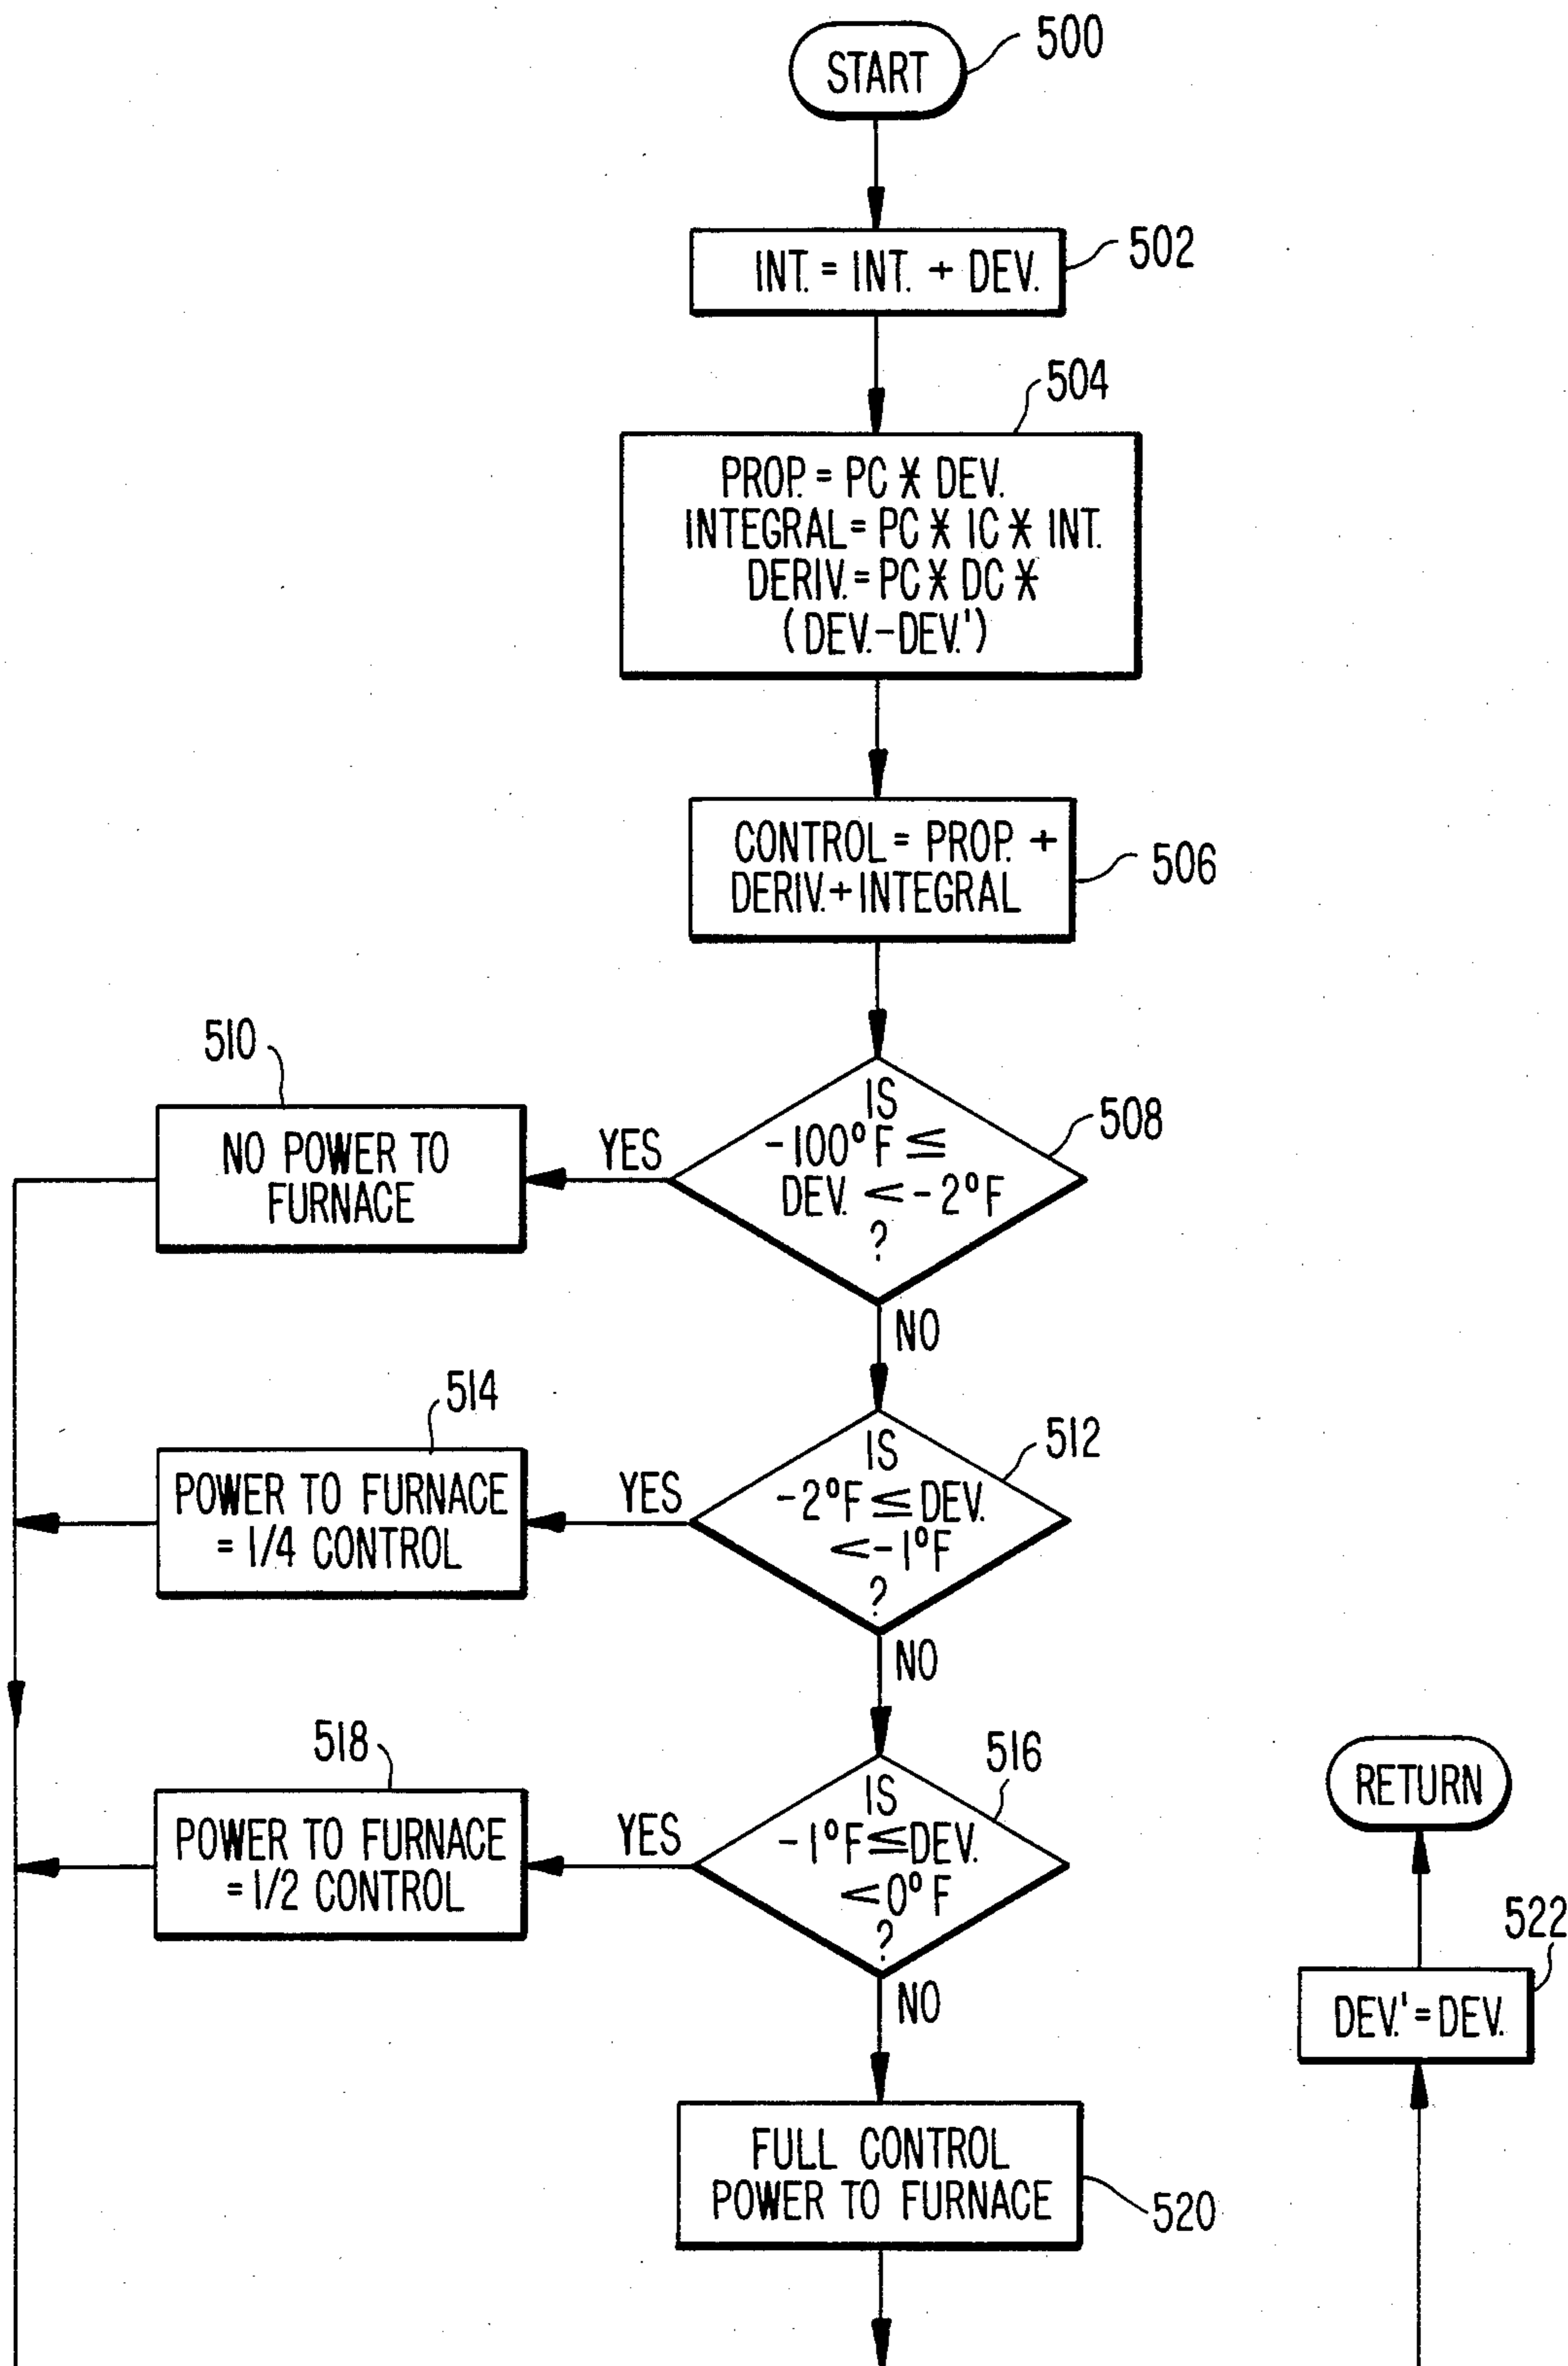 START
500
INT. = INT. + DEV.
502
504
PROP. = PC * DEV.
INTEGRAL = PC * IC * INT.
DERIV. = PC * DC *
(DEV.-DEV.')
CONTROL = PROP. +
DERIV. + INTEGRAL
506
510
NO POWER TO
FURNACE
YES
IS
-100°F ≤
DEV. < -2°F
?
508
NO
514
POWER TO FURNACE
= 1/4 CONTROL
YES
IS
-2°F ≤ DEV.
< -1°F
?
512
NO
518
POWER TO FURNACE
= 1/2 CONTROL
YES
IS
-1°F ≤ DEV.
< 0°F
?
516
NO
FULL CONTROL
POWER TO FURNACE
520
RETURN
522
DEV.' = DEV.